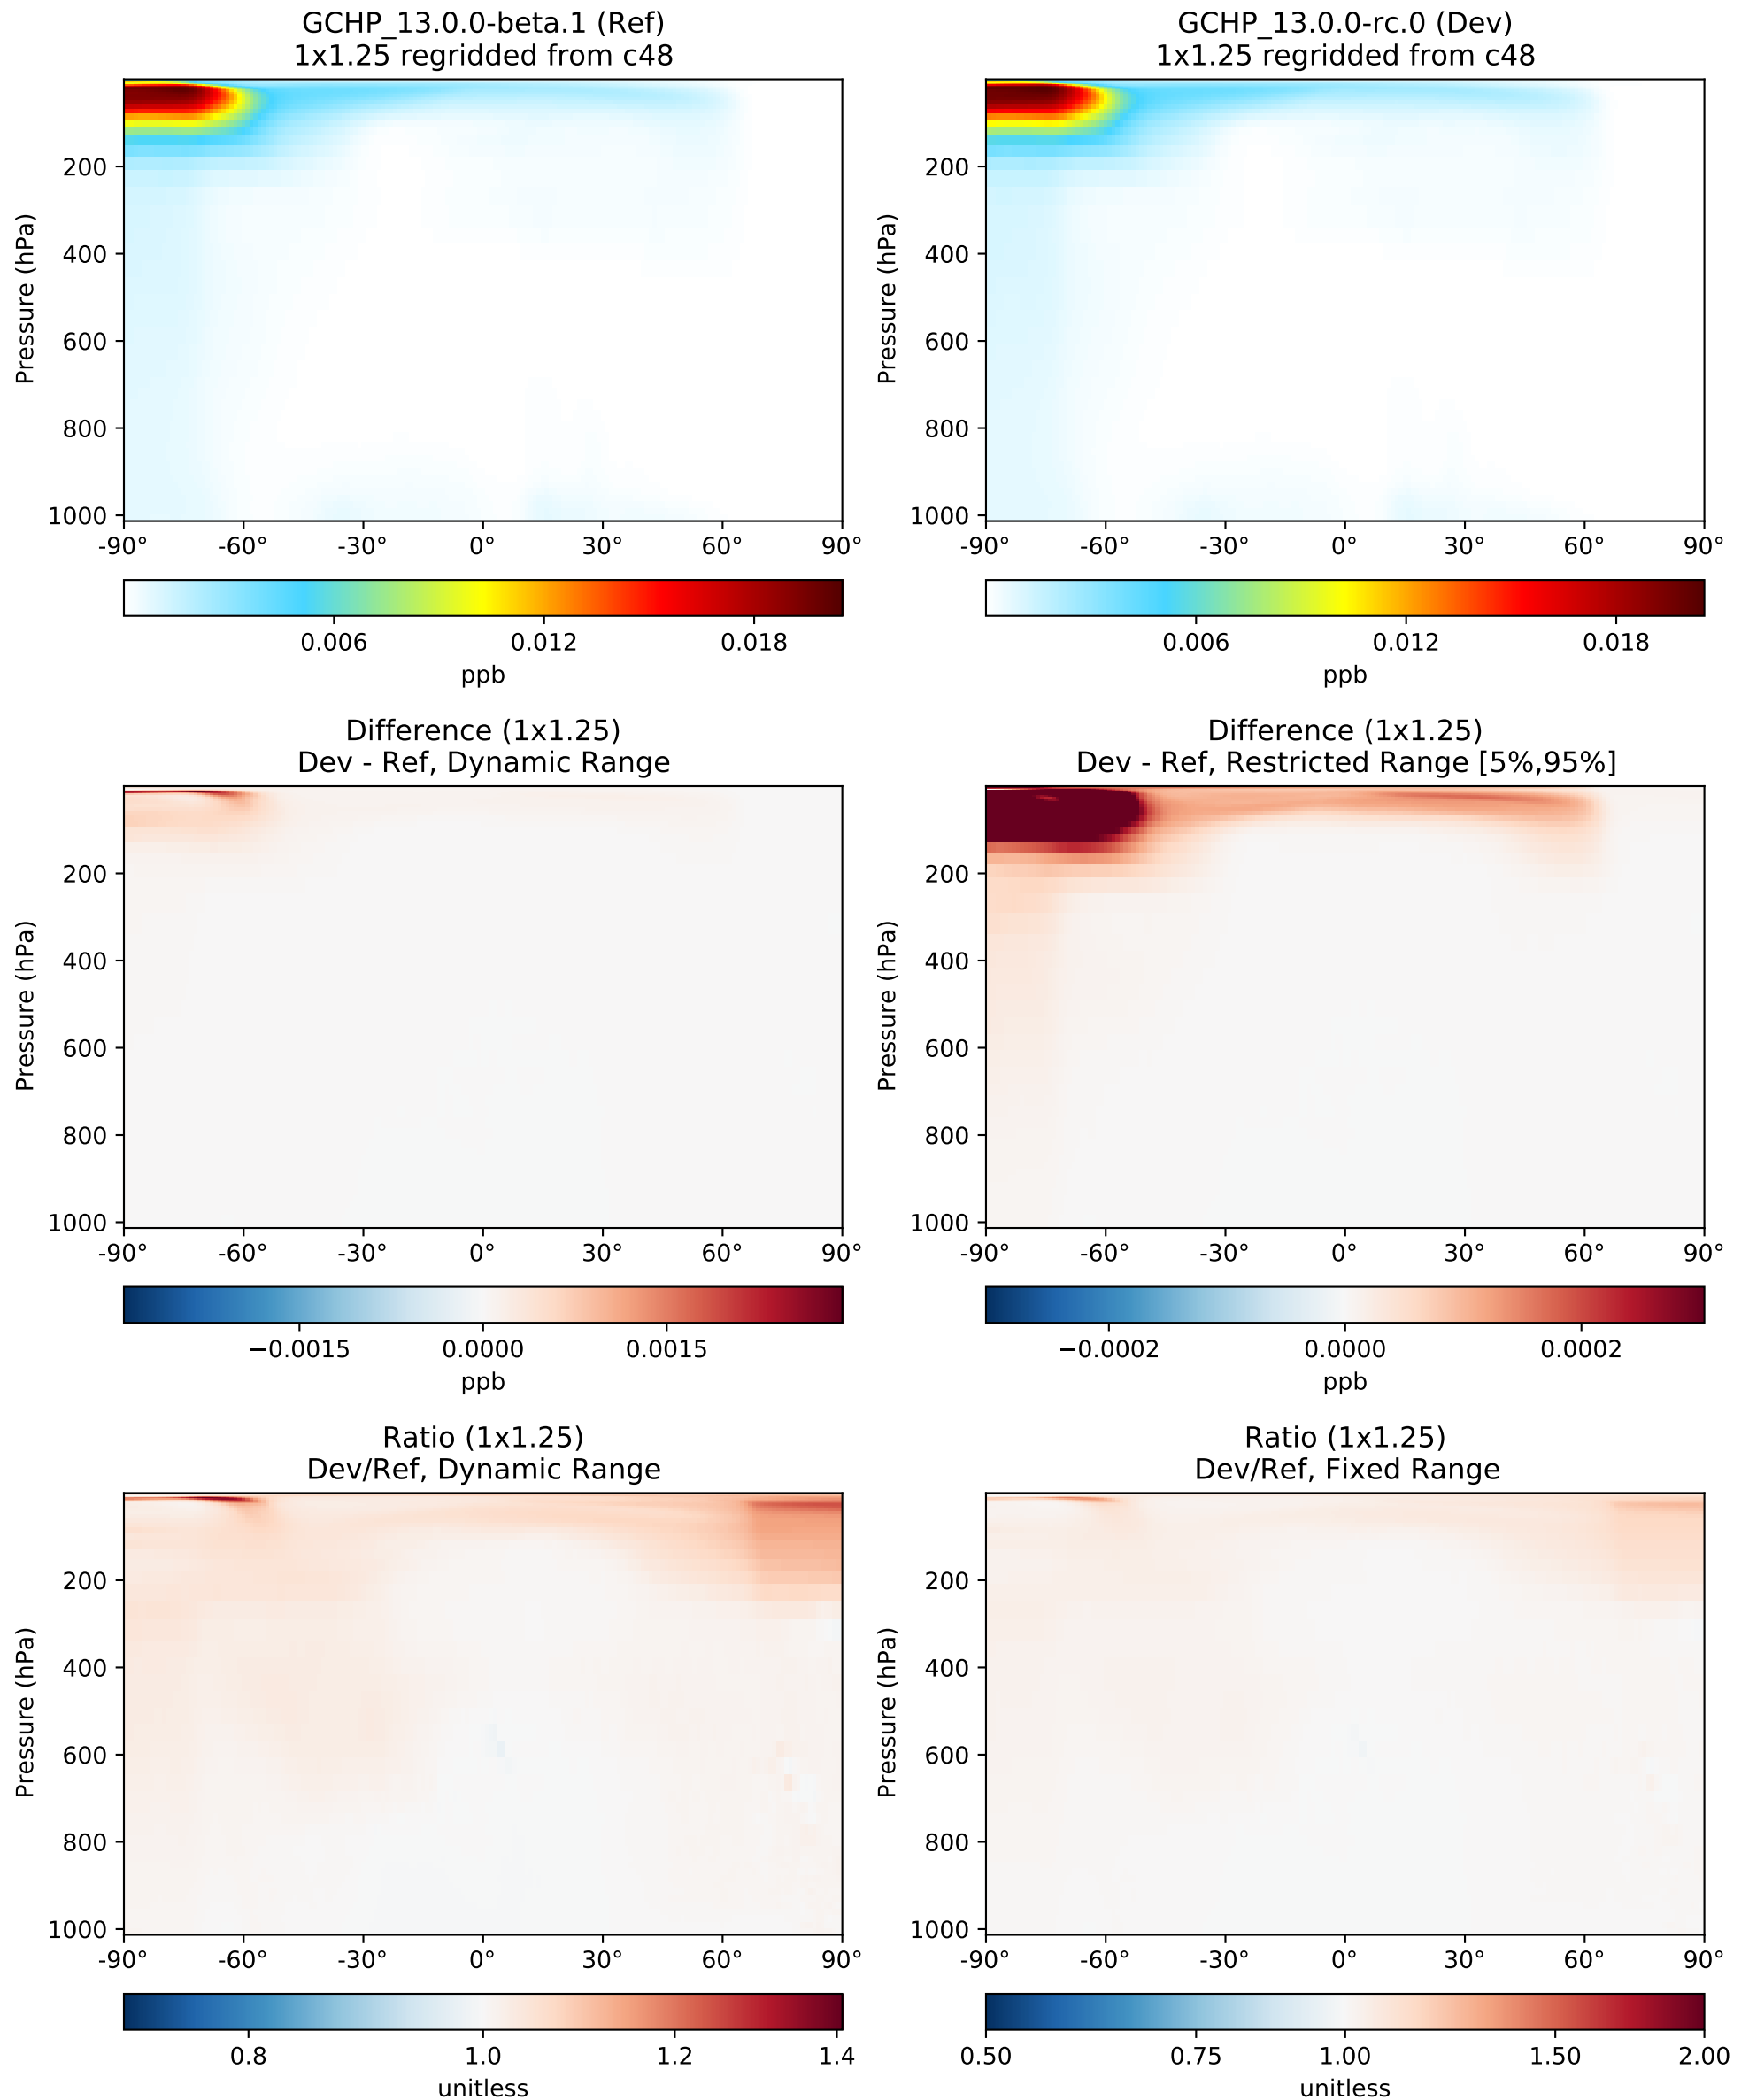 GCHP_13.0.0-beta.1 (Ref)
1x1.25 regridded from c48
GCHP_13.0.0-rc.0 (Dev)
1x1.25 regridded from c48
Pressure (hPa)
200
400
600
800
1000
-90° -60° -30° 0° 30° 60° 90°
0.006 0.012 0.018
ppb
Pressure (hPa)
200
400
600
800
1000
-90° -60° -30° 0° 30° 60° 90°
0.006 0.012 0.018
ppb
Difference (1x1.25)
Dev - Ref, Dynamic Range
Pressure (hPa)
200
400
600
800
1000
-90° -60° -30° 0° 30° 60° 90°
−0.0015 0.0000 0.0015
ppb
Difference (1x1.25)
Dev - Ref, Restricted Range [5%,95%]
Pressure (hPa)
200
400
600
800
1000
-90° -60° -30° 0° 30° 60° 90°
−0.0002 0.0000 0.0002
ppb
Ratio (1x1.25)
Dev/Ref, Dynamic Range
Pressure (hPa)
200
400
600
800
1000
-90° -60° -30° 0° 30° 60° 90°
0.8 1.0 1.2 1.4
unitless
Ratio (1x1.25)
Dev/Ref, Fixed Range
Pressure (hPa)
200
400
600
800
1000
-90° -60° -30° 0° 30° 60° 90°
0.50 0.75 1.00 1.50 2.00
unitless